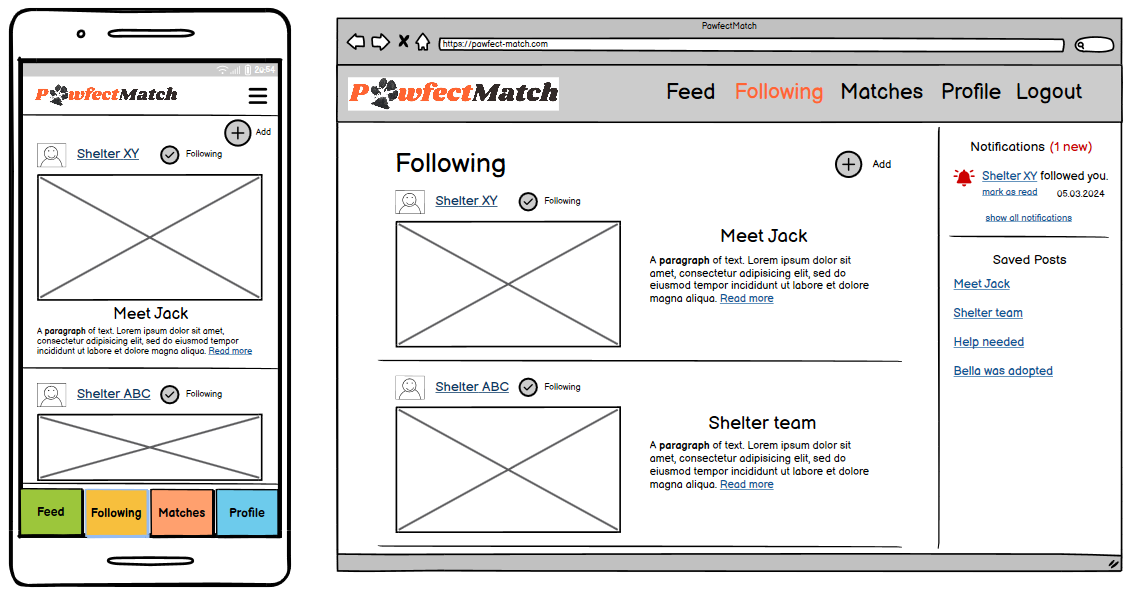 20:54
PawfectMatch
Add
Shelter XY
Following
Meet Jack
A paragraph of text. Lorem ipsum dolor sit amet,
consectetur adipisicing elit, sed do eiusmod tempor
incididunt ut labore et dolore magna aliqua. Read more
Shelter ABC
Following
Feed
Following
Matches
Profile
PawfectMatch
https://pawfect-match.com
PawfectMatch
Feed
Following
Matches
Profile
Logout
Following
Add
Shelter XY
Following
Meet Jack
A paragraph of text. Lorem ipsum dolor sit
amet, consectetur adipisicing elit, sed do
eiusmod tempor incididunt ut labore et dolore
magna aliqua. Read more
Shelter ABC
Following
Shelter team
A paragraph of text. Lorem ipsum dolor sit
amet, consectetur adipisicing elit, sed do
eiusmod tempor incididunt ut labore et dolore
magna aliqua. Read more
Notifications (1 new)
Shelter XY followed you.
mark as read 05.03.2024
show all notifications
Saved Posts
Meet Jack
Shelter team
Help needed
Bella was adopted